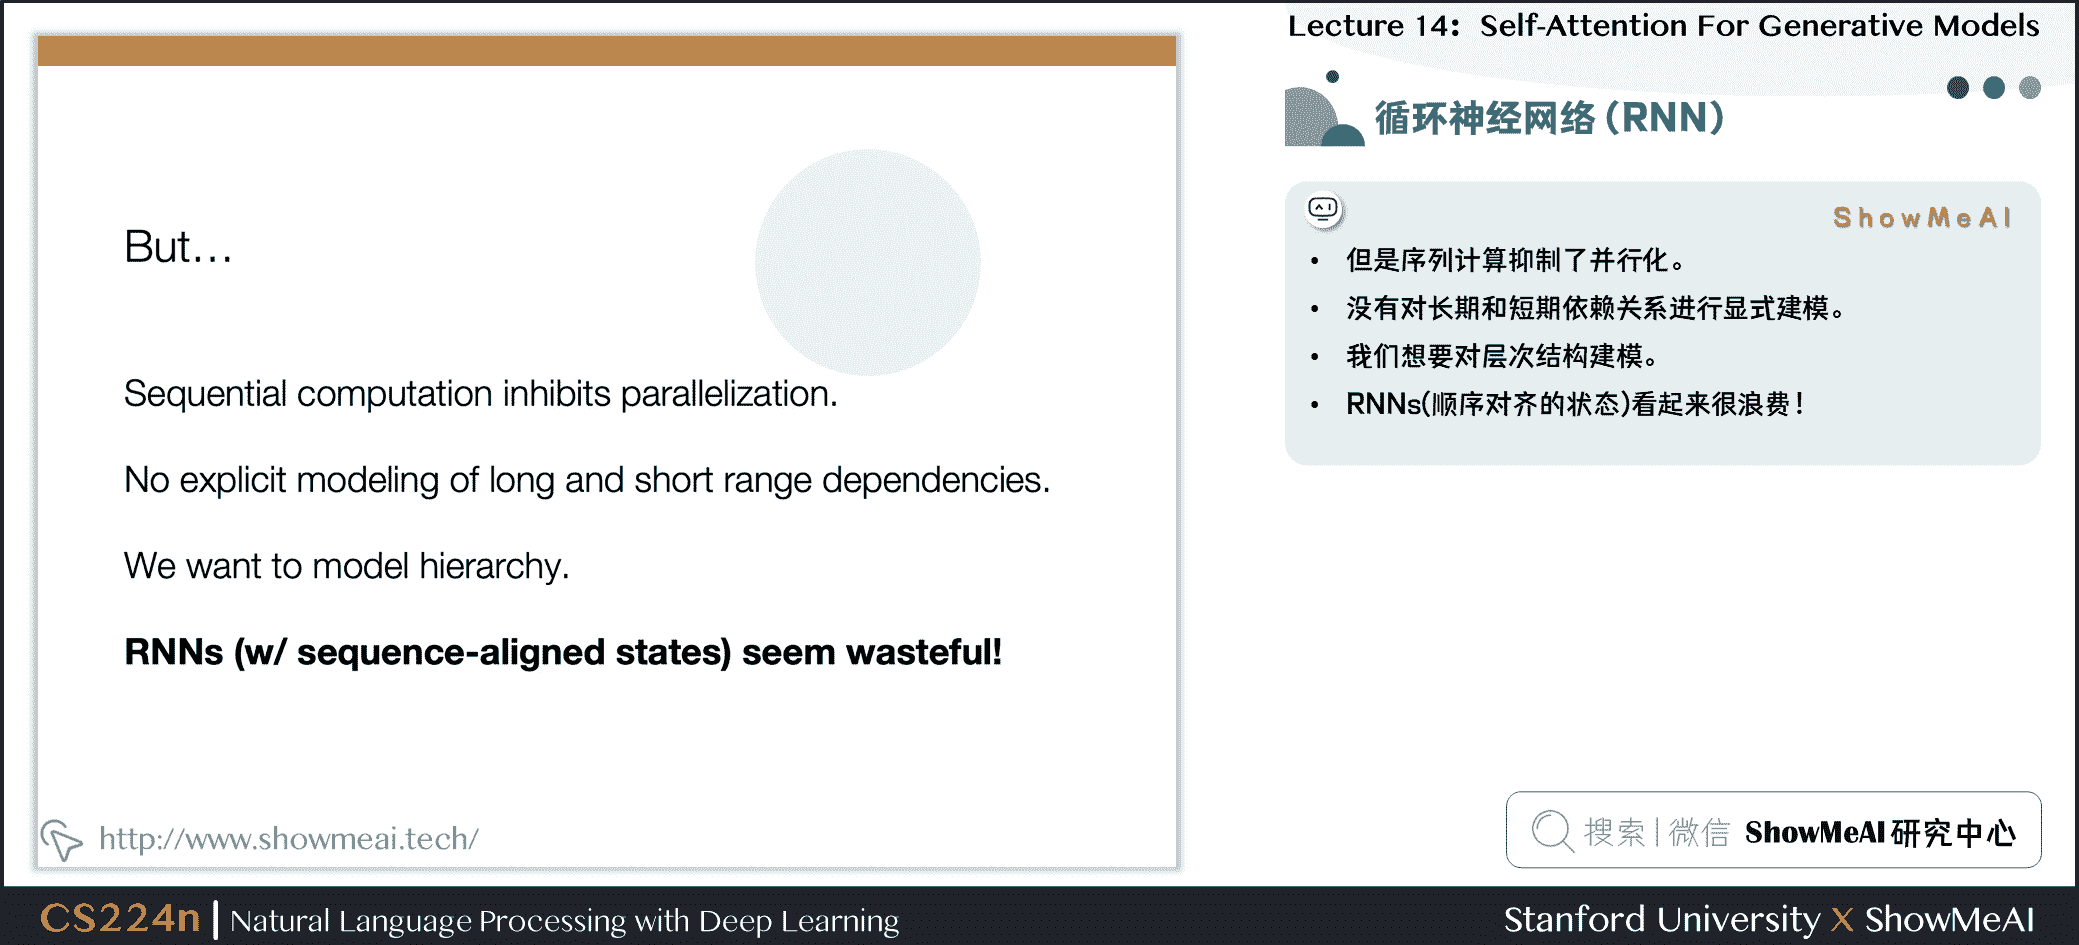 Lecture 14: Self-Attention For Generative Models
But...
Sequential computation inhibits parallelization.
No explicit modeling of long and short range dependencies.
We want to model hierarchy.
RNNs (w/ sequence-aligned states) seem wasteful!
http://www.showmeai.tech/
循环神经网络(RNN)
ShowMeAI
• 但是序列计算抑制了并行化。
• 没有对长期和短期依赖关系进行显式建模。
• 我们想要对层次结构建模。
• RNNs(顺序对齐的状态)看起来很浪费!
搜索|微信 ShowMeAI研究中心
CS224n | Natural Language Processing with Deep Learning
Stanford University X ShowMeAI